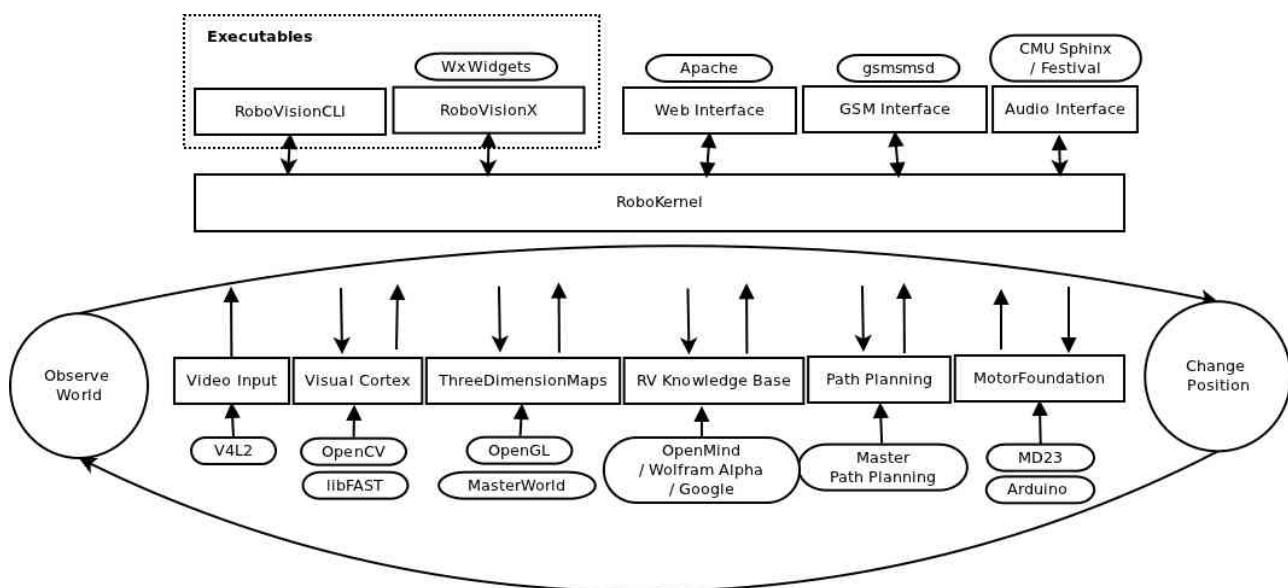 Executables
WxWidgets
Apache
gsmsmsd
CMU Sphinx
/ Festival
RoboVisionCLI
RoboVisionX
Web Interface
GSM Interface
Audio Interface
RoboKernel
Observe
World
Video Input
Visual Cortex
ThreeDimensionMaps
RV Knowledge Base
Path Planning
MotorFoundation
Change
Position
V4L2
OpenCV
libFAST
OpenGL
MasterWorld
OpenMind
/ Wolfram Alpha
/ Google
Master
Path Planning
MD23
Arduino